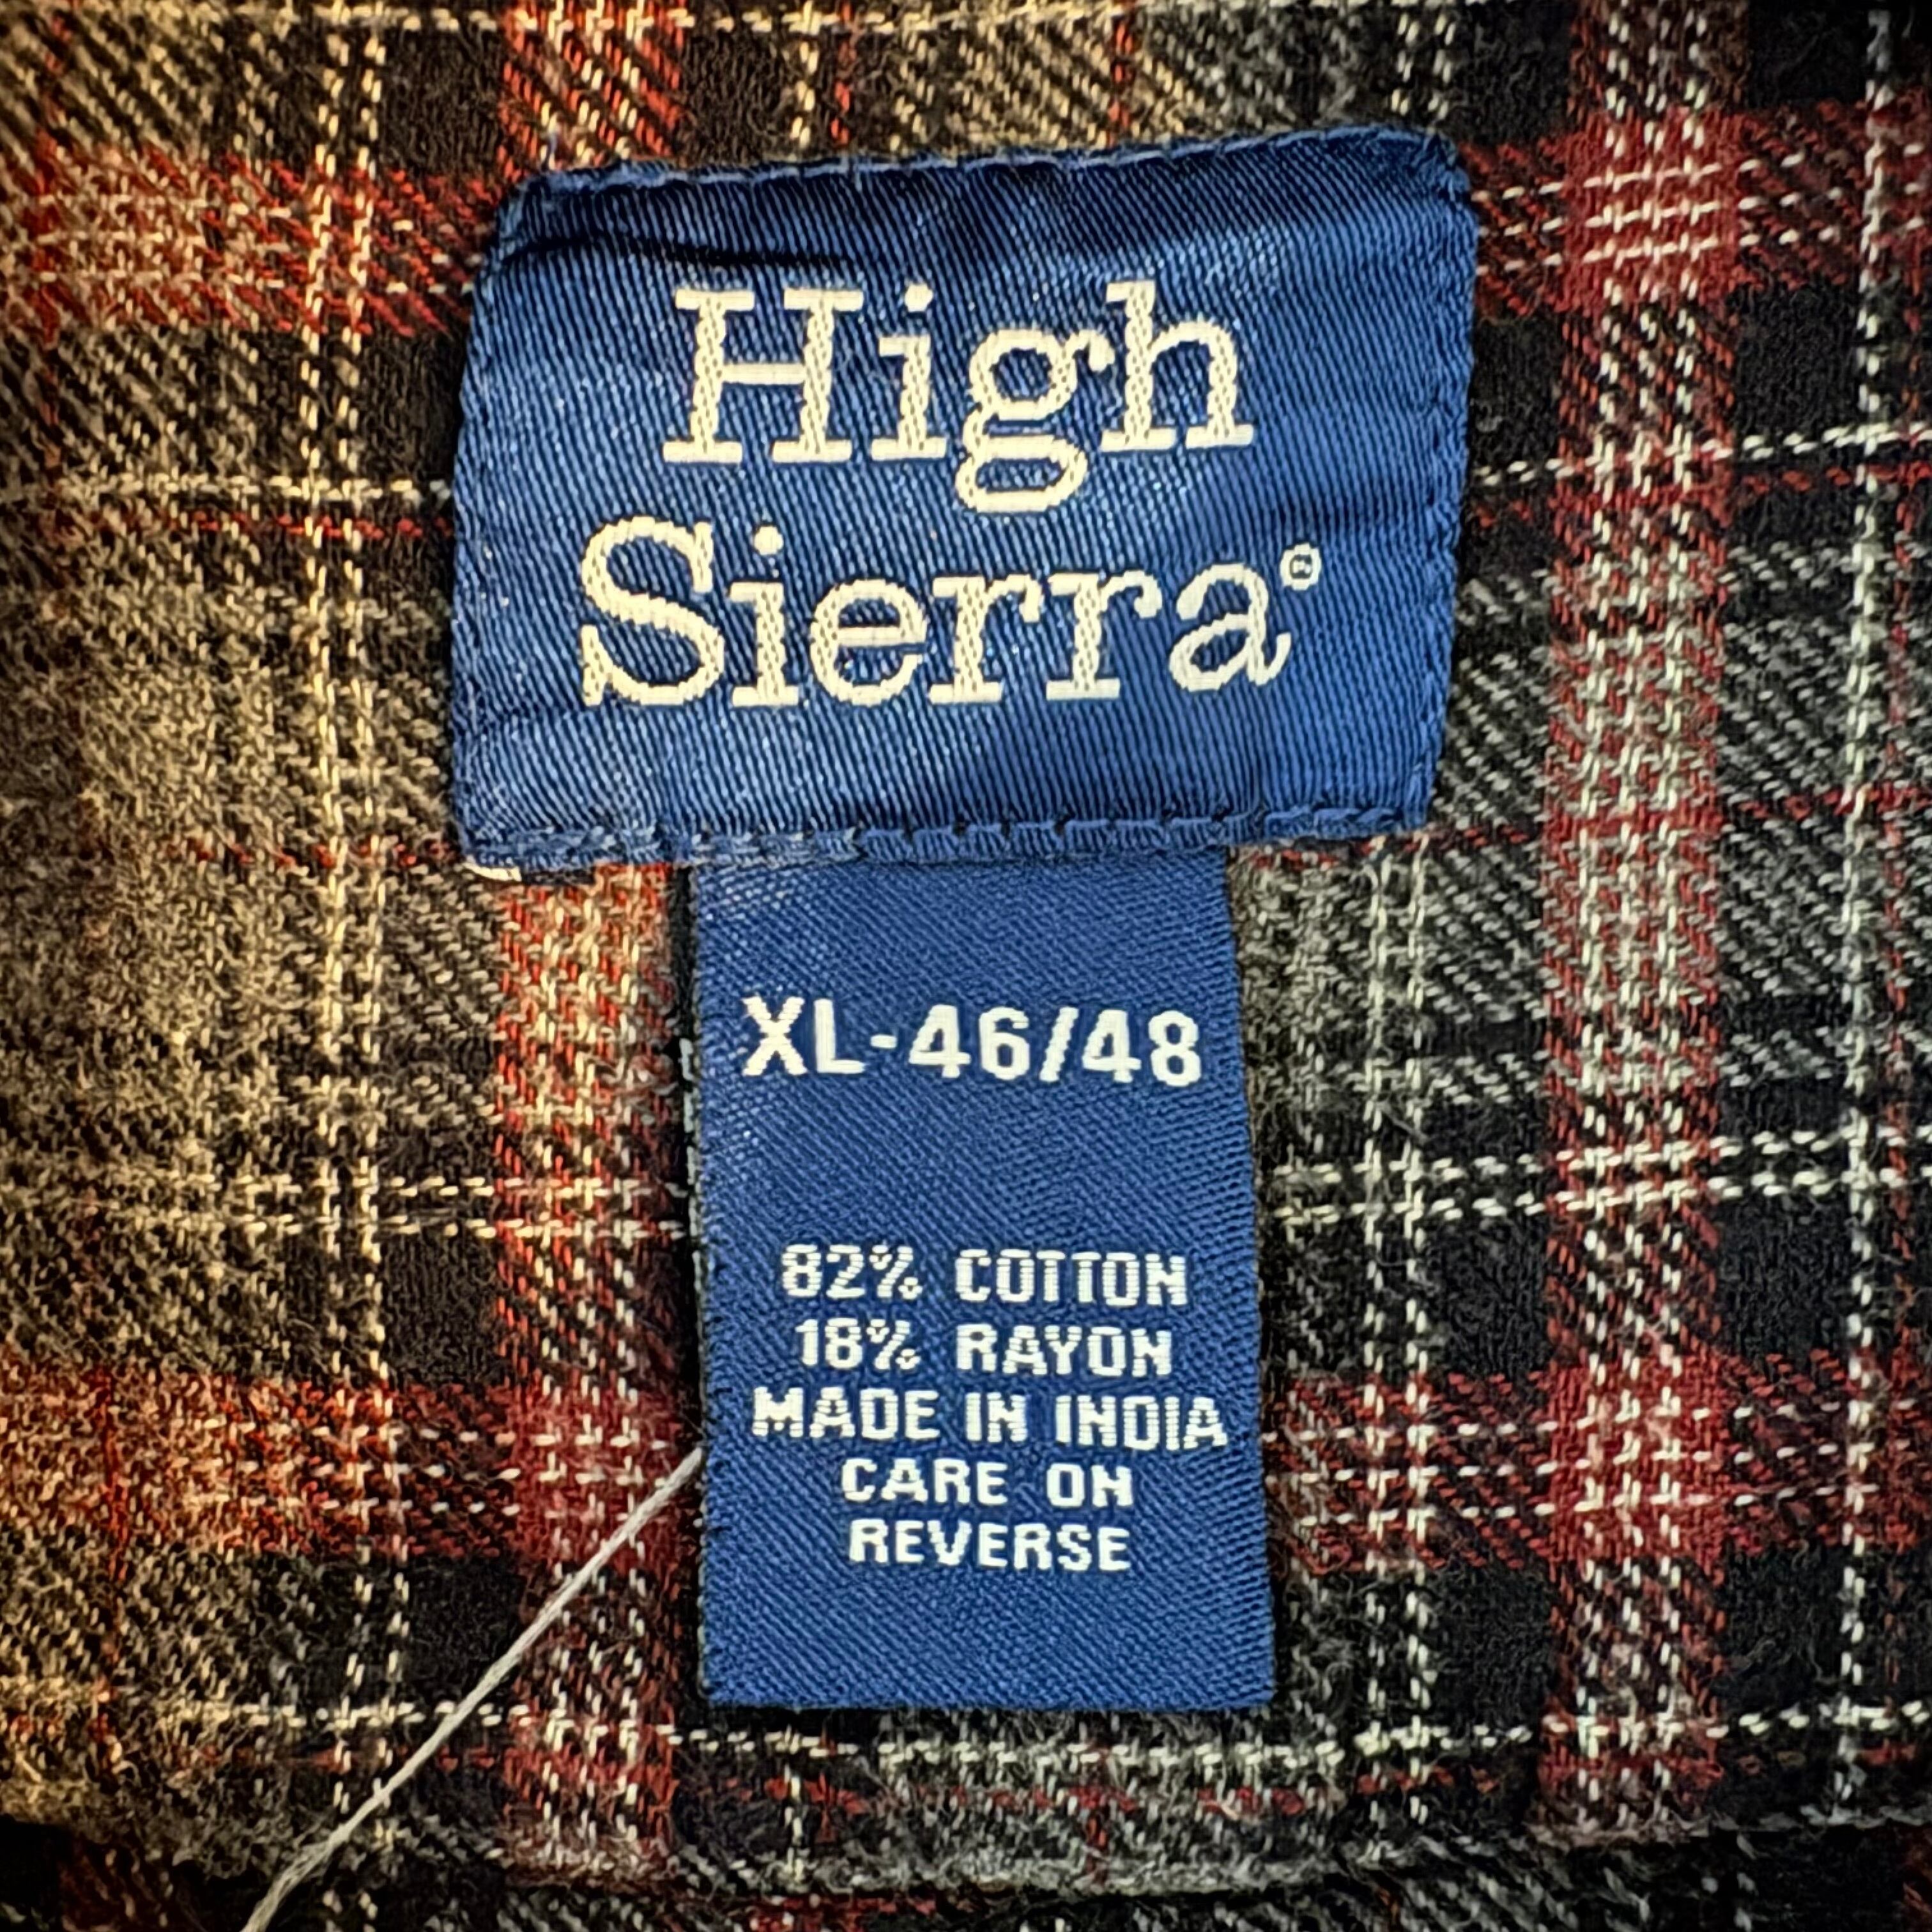 High
Sierra®
XL-46/48
82% COTTON
18% RAYON
MADE IN INDIA
CARE ON
REVERSE